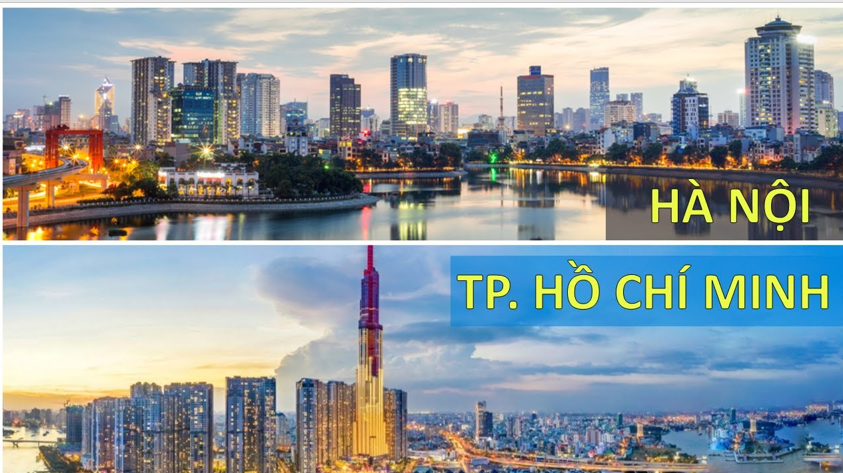 HÀ NỘI
TP. HỒ CHÍ MINH